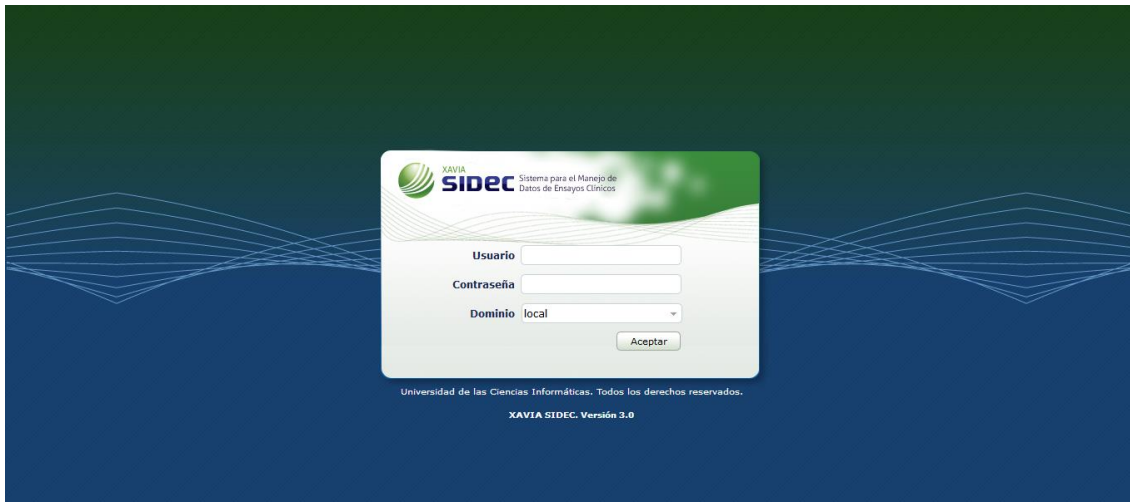 XAVIA
SIDEC
Sistema para el Manejo de
Datos de Ensayos Clínicos
Usuario
Contraseña
Dominio local
Aceptar
Universidad de las Ciencias Informáticas. Todos los derechos reservados.
XAVIA SIDEC. Versión 3.0